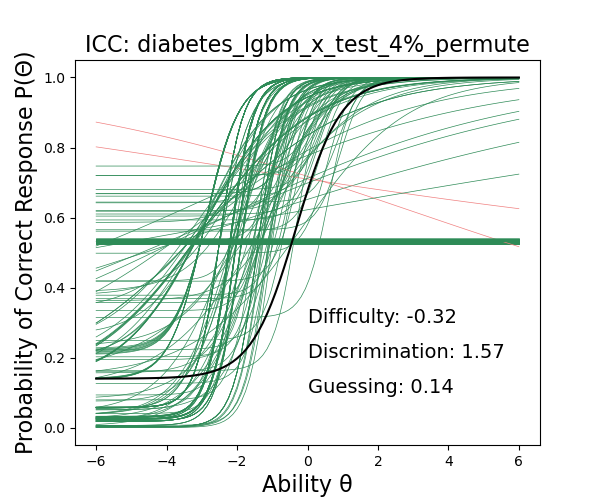 ICC: diabetes_lgbm_x_test_4%_permute
Probability of Correct Response P(Θ)
1.0
0.8
0.6
0.4
0.2
0.0
Difficulty: -0.32
Discrimination: 1.57
Guessing: 0.14
−6 −4 −2 0 2 4 6
Ability θ